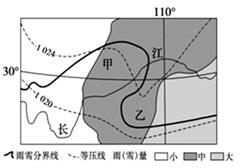 110°
1 024
甲
江
30°
1 020
乙
长
雨雪分界线 等压线 雨(雪)量 小 中 大